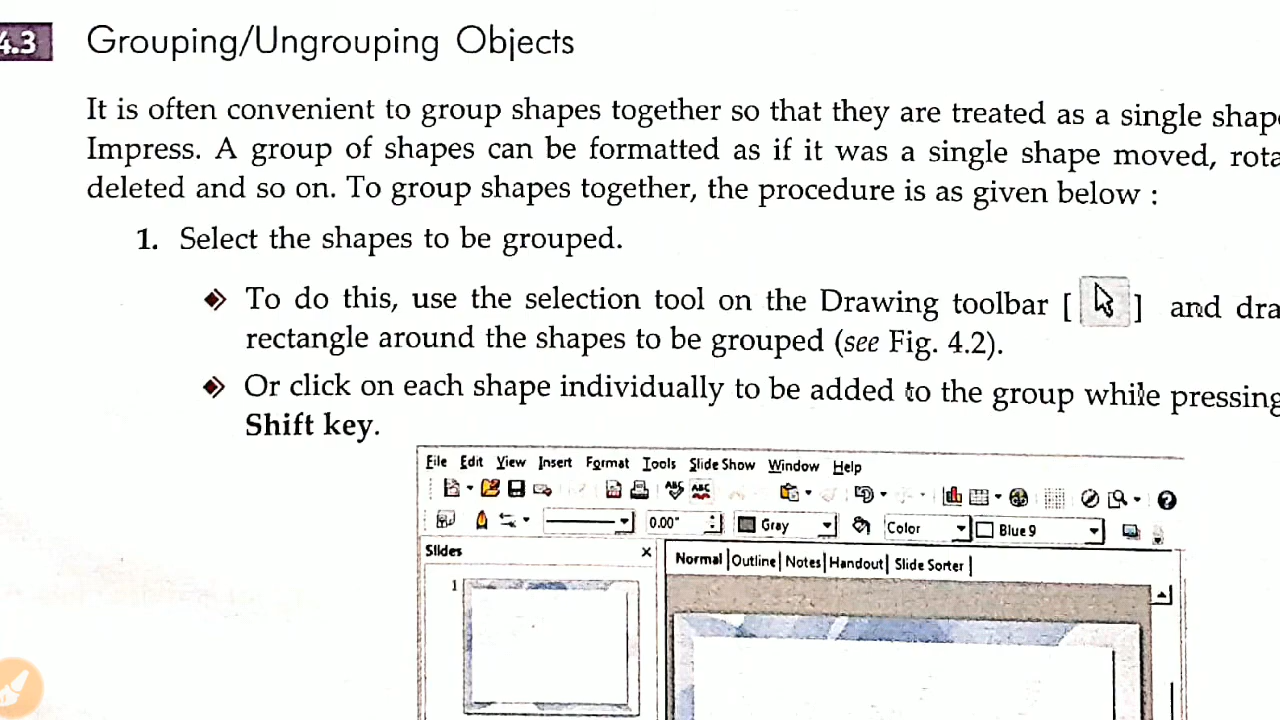 4.3 Grouping/Ungrouping Objects
It is often convenient to group shapes together so that they are treated as a single
Impress. A group of shapes can be formatted as if it was a single shape moved,
deleted and so on. To group shapes together, the procedure is as given below :
1. Select the shapes to be grouped.
To do this, use the selection tool on the Drawing toolbar [ ] and
rectangle around the shapes to be grouped (see Fig. 4.2).
Or click on each shape individually to be added to the group while pressing
Shift key.
File Edit View Insert Format Tools Slide Show Window Help
ABC ABC
0.00" Gray Color Blue 9
Slides x
Normal Outline Notes Handout Slide Sorter
1